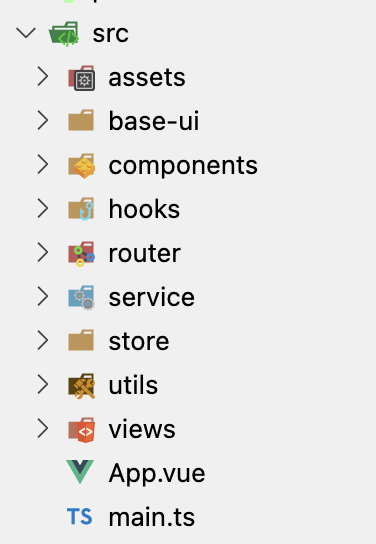 src
assets
base-ui
components
hooks
router
service
store
utils
views
App.vue
TS main.ts